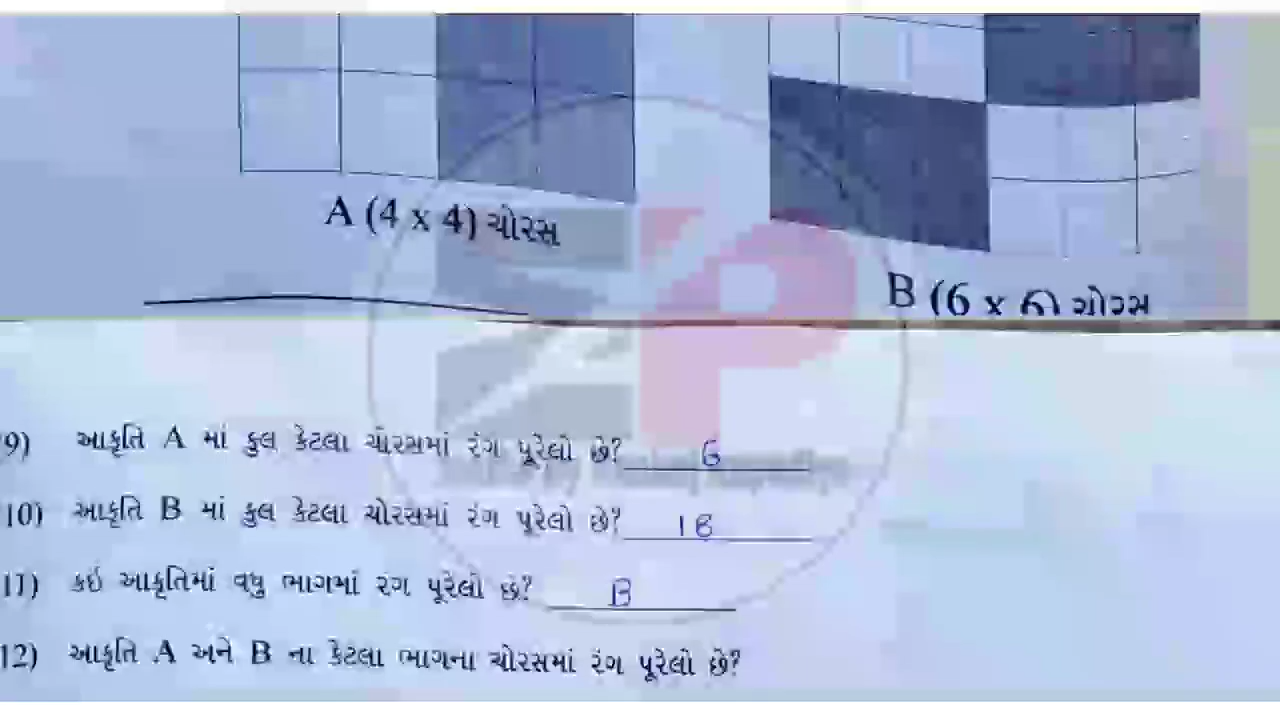 A (4 x 4) ચોરસ
B (6 x 6) ચોરસ
9) આકૃતિ A માં કુલ કેટલા ચોરસમાં રંગ પૂરેલો છે? 6
10) આકૃતિ B માં કુલ કેટલા ચોરસમાં રંગ પૂરેલો છે? 18
11) કઇ આકૃતિમાં વધુ ભાગમાં રંગ પૂરેલો છે? B
12) આકૃતિ A અને B ના કેટલા ભાગના ચોરસમાં રંગ પૂરેલો છે?